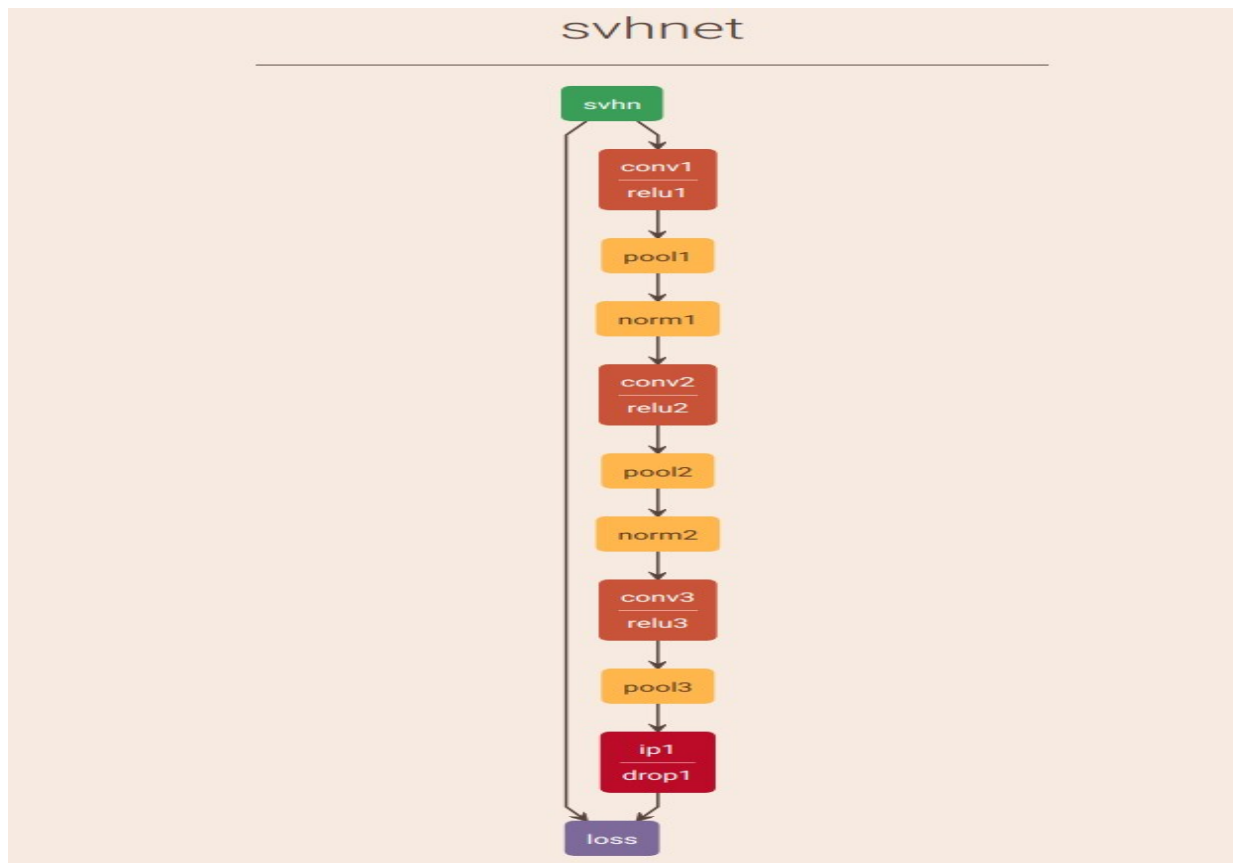 svhnet
svhn
conv1
relu1
pool1
norm1
conv2
relu2
pool2
norm2
conv3
relu3
pool3
ip1
drop1
loss